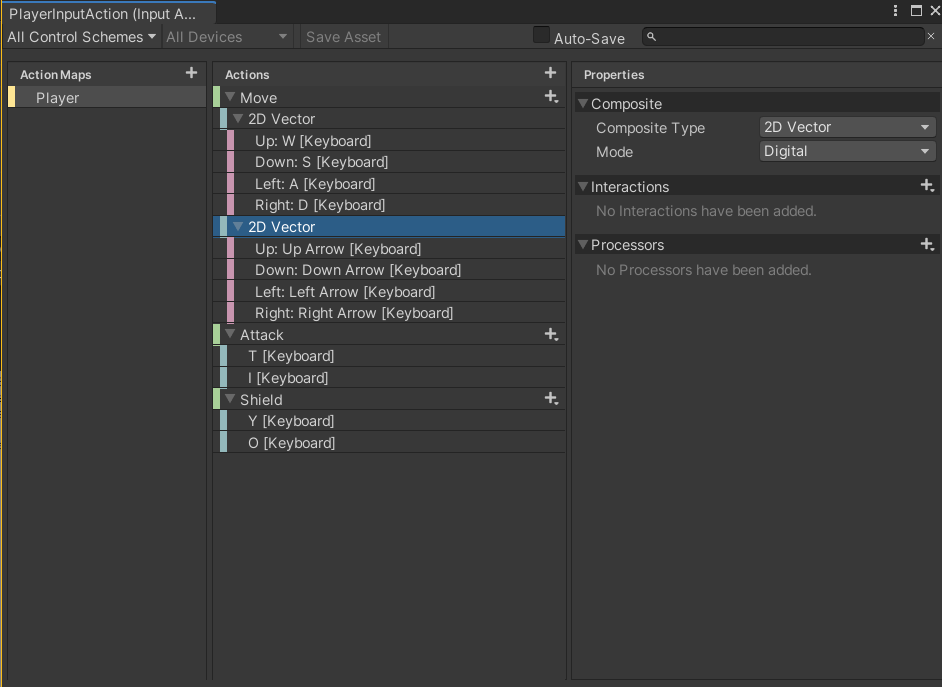 PlayerInputAction (Input A...
All Control Schemes All Devices Save Asset Auto-Save
Action Maps
Player
Actions
Move
2D Vector
Up: W [Keyboard]
Down: S [Keyboard]
Left: A [Keyboard]
Right: D [Keyboard]
2D Vector
Up: Up Arrow [Keyboard]
Down: Down Arrow [Keyboard]
Left: Left Arrow [Keyboard]
Right: Right Arrow [Keyboard]
Attack
T [Keyboard]
I [Keyboard]
Shield
Y [Keyboard]
O [Keyboard]
Properties
Composite
Composite Type 2D Vector
Mode Digital
Interactions
No Interactions have been added.
Processors
No Processors have been added.